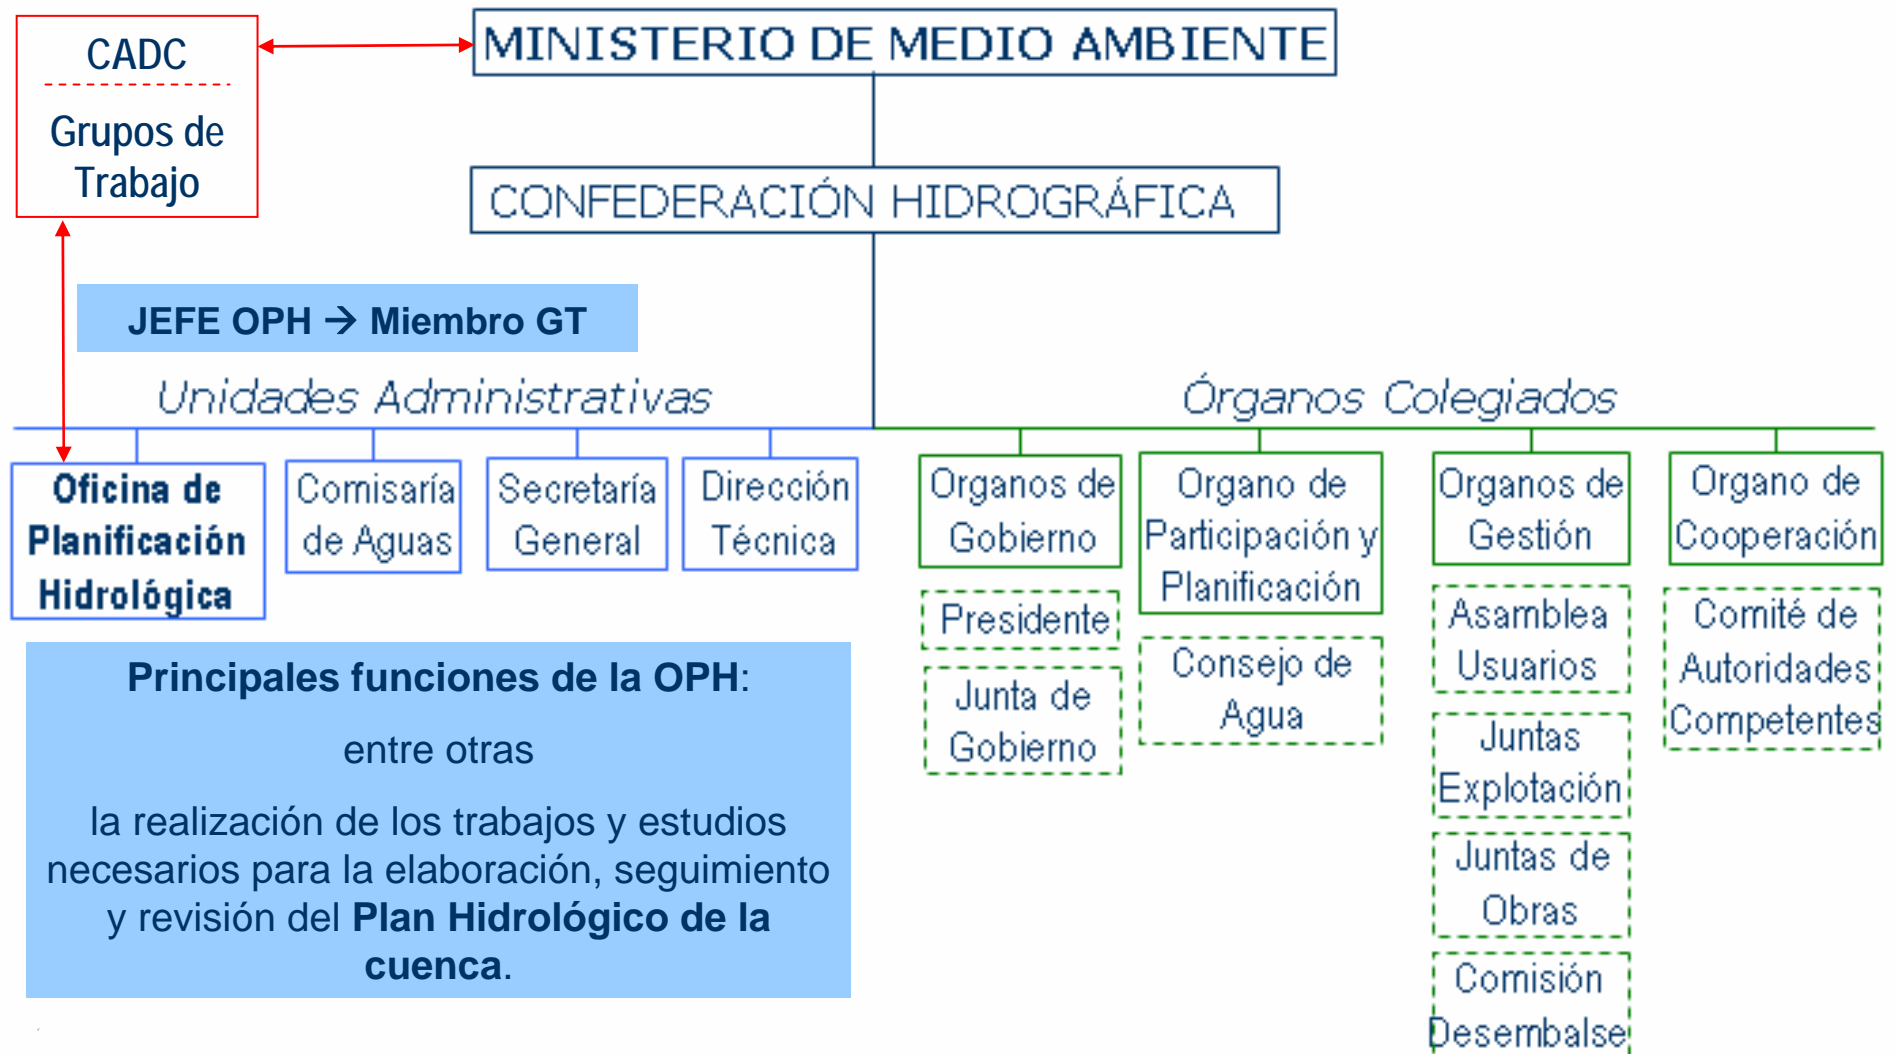 CADC
Grupos de
Trabajo
MINISTERIO DE MEDIO AMBIENTE
CONFEDERACIÓN HIDROGRÁFICA
JEFE OPH → Miembro GT
Unidades Administrativas
Oficina de
Planificación
Hidrológica
Comisaría
de Aguas
Secretaría
General
Dirección
Técnica
Órganos Colegiados
Organos de
Gobierno
Presidente
Junta de
Gobierno
Organo de
Participación y
Planificación
Consejo de
Agua
Organos de
Gestión
Asamblea
Usuarios
Juntas
Explotación
Juntas de
Obras
Comisión
Desembalse
Organo de
Cooperación
Comité de
Autoridades
Competentes
Principales funciones de la OPH:
entre otras
la realización de los trabajos y estudios
necesarios para la elaboración, seguimiento
y revisión del Plan Hidrológico de la
cuenca.